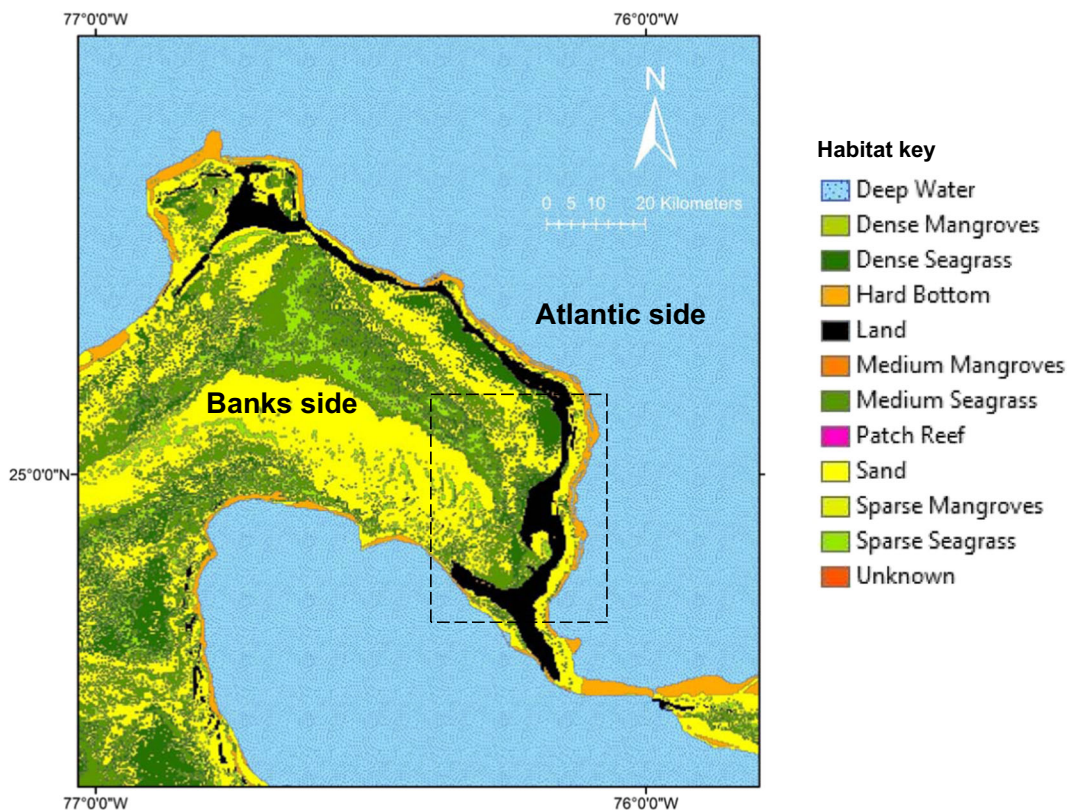 77°0'0"W
76°0'0"W
N
0 5 10 20 Kilometers
Atlantic side
Banks side
25°0'0"N
77°0'0"W
76°0'0"W
Habitat key
Deep Water
Dense Mangroves
Dense Seagrass
Hard Bottom
Land
Medium Mangroves
Medium Seagrass
Patch Reef
Sand
Sparse Mangroves
Sparse Seagrass
Unknown